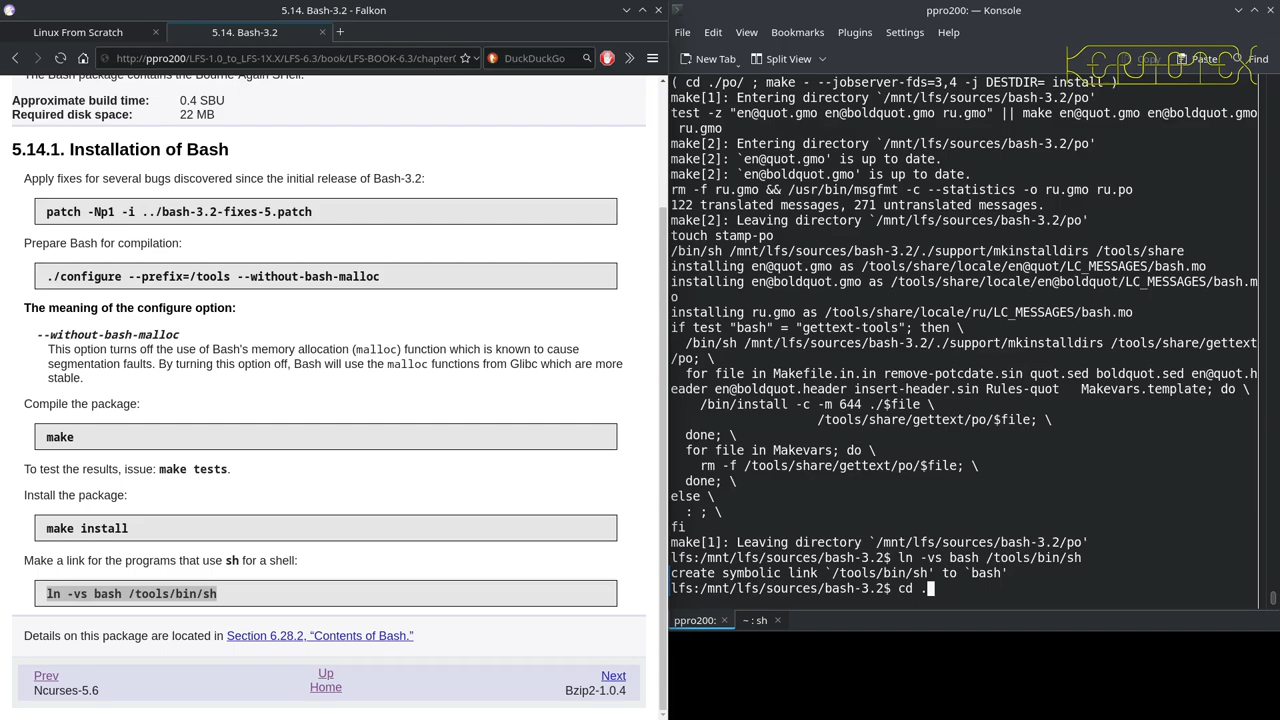 5.14. Bash-3.2 - Falkon
Linux From Scratch
5.14. Bash-3.2
http://ppro200/LFS-1.0_to_LFS-1X.X/LFS-6.3/book/LFS-BOOK-6.3/chapter0
DuckDuckGo
The Bash package contains the Bourne-Again SHell.
Approximate build time: 0.4 SBU
Required disk space: 22 MB
5.14.1. Installation of Bash
Apply fixes for several bugs discovered since the initial release of Bash-3.2:
patch -Np1 -i ../bash-3.2-fixes-5.patch
Prepare Bash for compilation:
./configure --prefix=/tools --without-bash-malloc
The meaning of the configure option:
--without-bash-malloc
This option turns off the use of Bash's memory allocation (malloc) function which is known to cause
segmentation faults. By turning this option off, Bash will use the malloc functions from Glibc which are more
stable.
Compile the package:
make
To test the results, issue: make tests.
Install the package:
make install
Make a link for the programs that use sh for a shell:
ln -vs bash /tools/bin/sh
Details on this package are located in Section 6.28.2, “Contents of Bash.”
Prev Up Next
Ncurses-5.6 Home Bzip2-1.0.4
ppro200: — Konsole
File Edit View Bookmarks Plugins Settings Help
New Tab Split View Copy Paste Find
( cd ./po/ ; make - --jobserver-fds=3,4 -j DESTDIR= install )
make[1]: Entering directory `/mnt/lfs/sources/bash-3.2/po'
test -z "en@quot.gmo en@boldquot.gmo ru.gmo" || make en@quot.gmo en@boldquot.gmo
ru.gmo
make[2]: Entering directory `/mnt/lfs/sources/bash-3.2/po'
make[2]: `en@quot.gmo' is up to date.
make[2]: `en@boldquot.gmo' is up to date.
rm -f ru.gmo && /usr/bin/msgfmt -c --statistics -o ru.gmo ru.po
122 translated messages, 271 untranslated messages.
make[2]: Leaving directory `/mnt/lfs/sources/bash-3.2/po'
touch stamp-po
/bin/sh /mnt/lfs/sources/bash-3.2/./support/mkinstalldirs /tools/share
installing en@quot.gmo as /tools/share/locale/en@quot/LC_MESSAGES/bash.mo
installing en@boldquot.gmo as /tools/share/locale/en@boldquot/LC_MESSAGES/bash.m
o
installing ru.gmo as /tools/share/locale/ru/LC_MESSAGES/bash.mo
if test "bash" = "gettext-tools"; then \
/bin/sh /mnt/lfs/sources/bash-3.2/./support/mkinstalldirs /tools/share/gettext
/po; \
for file in Makefile.in.in remove-potcdate.sin quot.sed boldquot.sed en@quot.h
eader en@boldquot.header insert-header.sin Rules-quot Makevars.template; do \
/bin/install -c -m 644 ./$file \
/tools/share/gettext/po/$file; \
done; \
for file in Makevars; do \
rm -f /tools/share/gettext/po/$file; \
done; \
else \
: ; \
fi
make[1]: Leaving directory `/mnt/lfs/sources/bash-3.2/po'
lfs:/mnt/lfs/sources/bash-3.2$ ln -vs bash /tools/bin/sh
create symbolic link `/tools/bin/sh' to `bash'
lfs:/mnt/lfs/sources/bash-3.2$ cd .
ppro200: ~ : sh